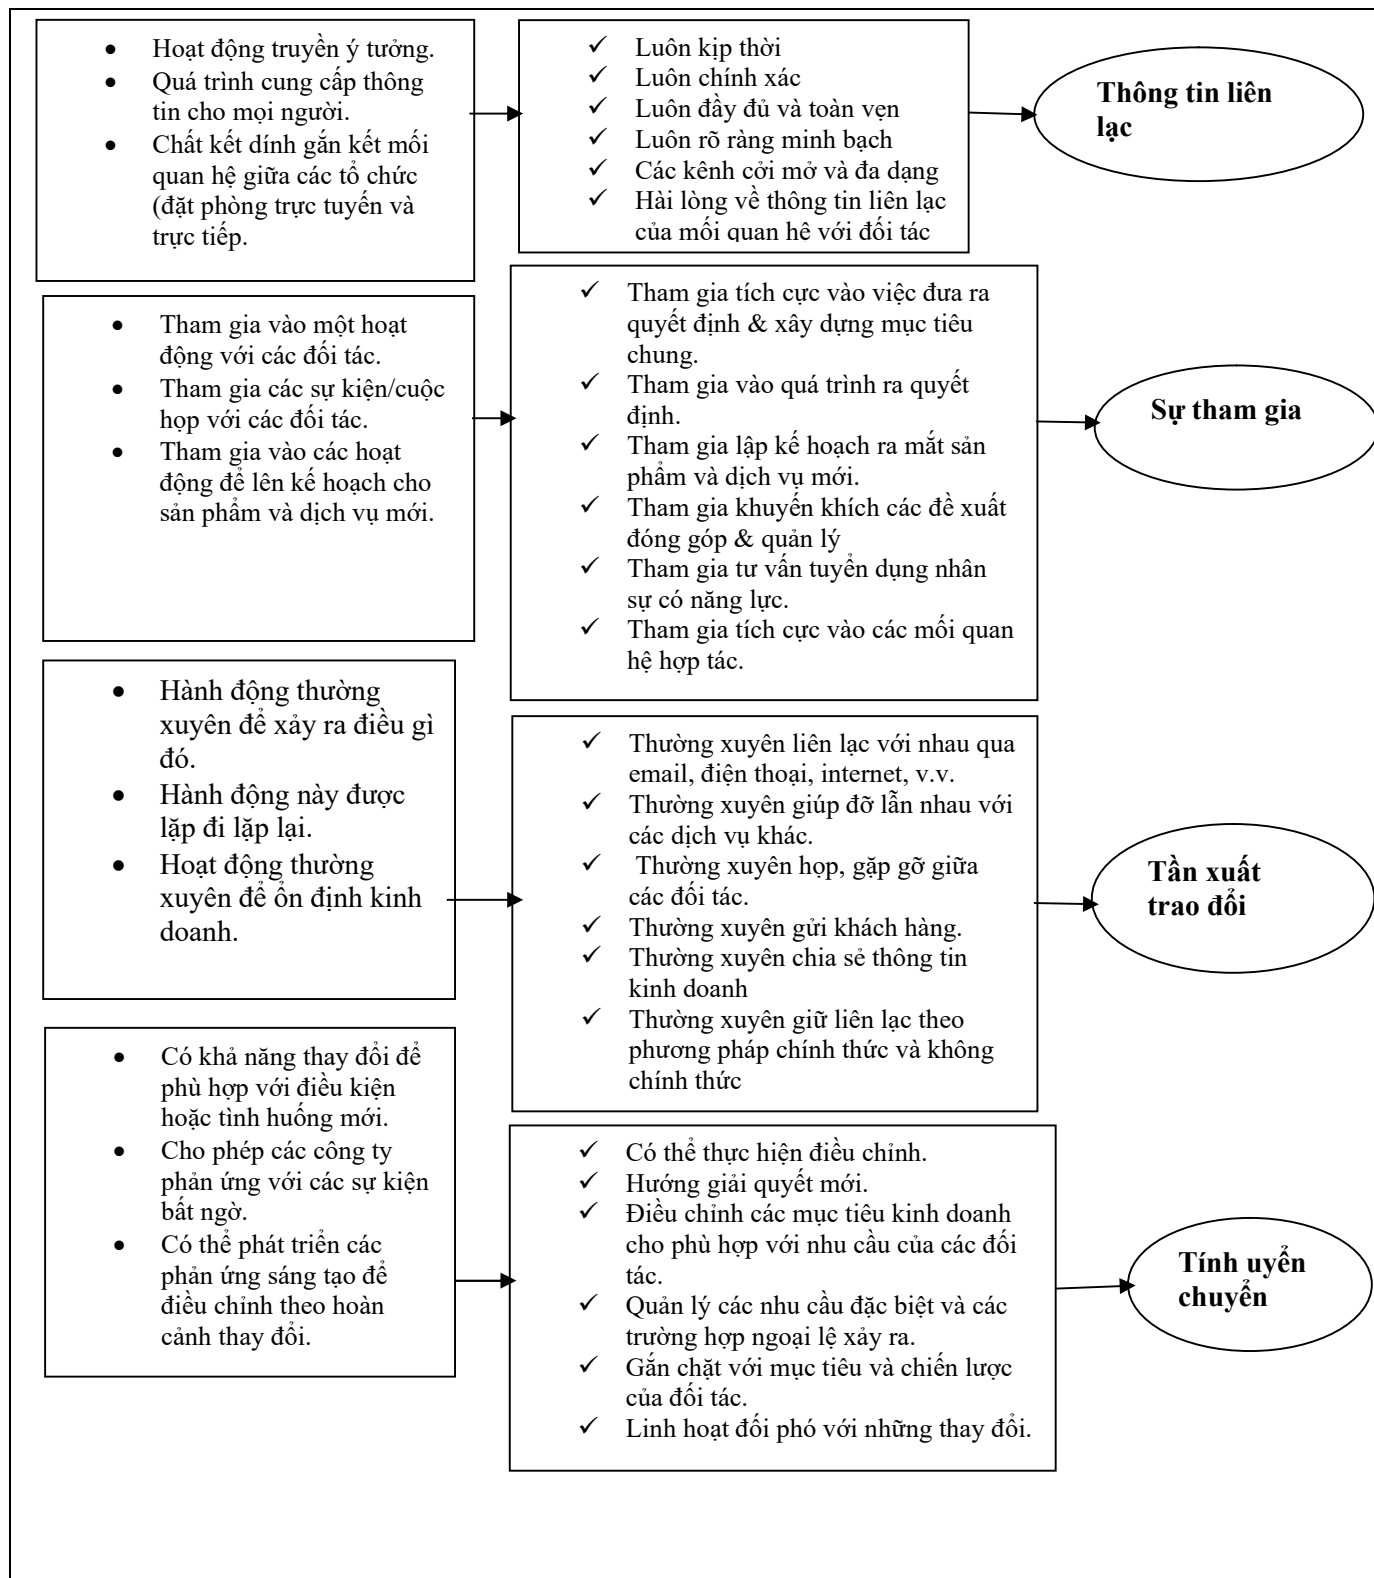 Hoạt động truyền ý tưởng.
Quá trình cung cấp thông
tin cho mọi người.
Chất kết dính gắn kết mối
quan hệ giữa các tổ chức
(đặt phòng trực tuyến và
trực tiếp.
Luôn kịp thời
Luôn chính xác
Luôn đầy đủ và toàn vẹn
Luôn rõ ràng minh bạch
Các kênh cởi mở và đa dạng
Hài lòng về thông tin liên lạc
của mối quan hê với đối tác
Thông tin liên
lạc
Tham gia vào một hoạt
động với các đối tác.
Tham gia các sự kiện/cuộc
họp với các đối tác.
Tham gia vào các hoạt
động để lên kế hoạch cho
sản phẩm và dịch vụ mới.
Tham gia tích cực vào việc đưa ra
quyết định & xây dựng mục tiêu
chung.
Tham gia vào quá trình ra quyết
định.
Tham gia lập kế hoạch ra mắt sản
phẩm và dịch vụ mới.
Tham gia khuyến khích các đề xuất
đóng góp & quản lý
Tham gia tư vấn tuyển dụng nhân
sự có năng lực.
Tham gia tích cực vào các mối quan
hệ hợp tác.
Sự tham gia
Hành động thường
xuyên để xảy ra điều gì
đó.
Hành động này được
lặp đi lặp lại.
Hoạt động thường
xuyên để ổn định kinh
doanh.
Thường xuyên liên lạc với nhau qua
email, điện thoại, internet, v.v.
Thường xuyên giúp đỡ lẫn nhau với
các dịch vụ khác.
Thường xuyên họp, gặp gỡ giữa
các đối tác.
Thường xuyên gửi khách hàng.
Thường xuyên chia sẻ thông tin
kinh doanh
Thường xuyên giữ liên lạc theo
phương pháp chính thức và không
chính thức
Tần xuất
trao đổi
Có khả năng thay đổi để
phù hợp với điều kiện
hoặc tình huống mới.
Cho phép các công ty
phản ứng với các sự kiện
bất ngờ.
Có thể phát triển các
phản ứng sáng tạo để
điều chỉnh theo hoàn
cảnh thay đổi.
Có thể thực hiện điều chỉnh.
Hướng giải quyết mới.
Điều chỉnh các mục tiêu kinh doanh
cho phù hợp với nhu cầu của các đối
tác.
Quản lý các nhu cầu đặc biệt và các
trường hợp ngoại lệ xảy ra.
Gắn chặt với mục tiêu và chiến lược
của đối tác.
Linh hoạt đối phó với những thay đổi.
Tính uyển
chuyển